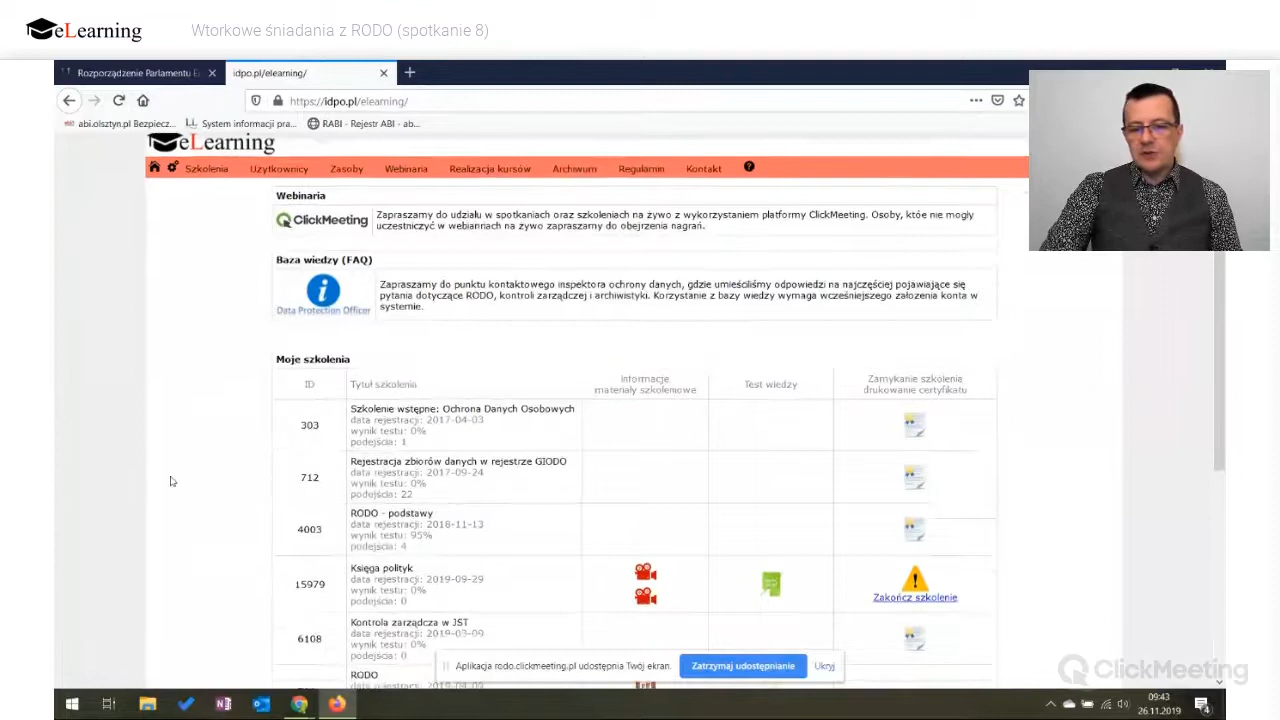 eLearning
Wtorkowe śniadania z RODO (spotkanie 8)
Rozporządzenie Parlamentu E
idpo.pl/elearning/
https://idpo.pl/elearning/
abi.olsztyn.pl Bezpiecz...
System informacji pra...
RABI - Rejestr ABI - ab...
eLearning
Szkolenia
Użytkownicy
Zasoby
Webinaria
Realizacja kursów
Archiwum
Regulamin
Kontakt
Webinaria
ClickMeeting
Zapraszamy do udziału w spotkaniach oraz szkoleniach na żywo z wykorzystaniem platformy ClickMeeting. Osoby, któe nie mogły
uczestniczyć w webiannach na żywo zapraszamy do obejrzenia nagrań.
Baza wiedzy (FAQ)
Data Protection Officer
Zapraszamy do punktu kontaktowego inspektora ochrony danych, gdzie umieściliśmy odpowiedzi na najczęściej pojawiające się
pytania dotyczące RODO, kontroli zarządczej i archiwistyki. Korzystanie z bazy wiedzy wymaga wcześniejszego założenia konta w
systemie.
Moje szkolenia
ID
Tytuł szkolenia
Informacje
materiały szkoleniowe
Test wiedzy
Zamykanie szkolenie
drukowanie certyfikatu
303
Szkolenie wstępne: Ochrona Danych Osobowych
data rejestracji: 2017-04-03
wynik testu: 0%
podejścia: 1
712
Rejestracja zbiorów danych w rejestrze GIODO
data rejestracji: 2017-09-24
wynik testu: 0%
podejścia: 22
4003
RODO - podstawy
data rejestracji: 2018-11-13
wynik testu: 95%
podejścia: 4
15979
Księga polityk
data rejestracji: 2019-09-29
wynik testu: 0%
podejścia: 0
Zakończ szkolenie
6108
Kontrola zarządcza w JST
data rejestracji: 2019-03-09
wynik testu: 0%
podejścia: 0
RODO
Aplikacja rodo.clickmeeting.pl udostępnia Twój ekran.
Zatrzymaj udostępnianie
Ukryj
ClickMeeting
09:43
26.11.2019
4